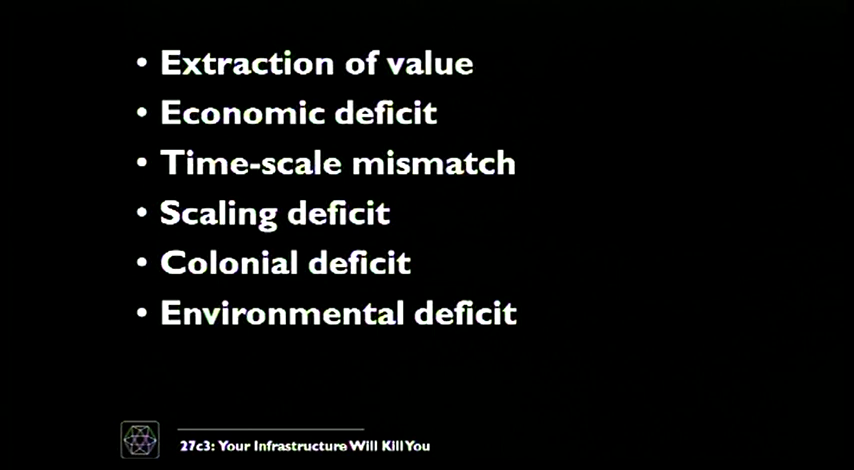 • Extraction of value
• Economic deficit
• Time-scale mismatch
• Scaling deficit
• Colonial deficit
• Environmental deficit
27c3: Your Infrastructure Will Kill You